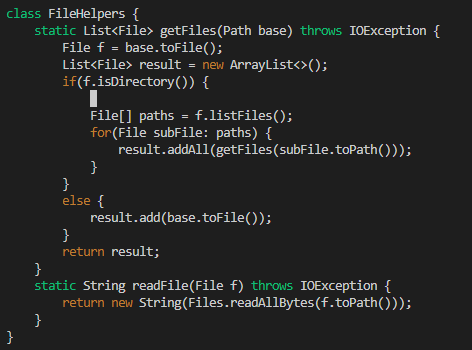 class FileHelpers {
    static List<File> getFiles(Path base) throws IOException {
        File f = base.toFile();
        List<File> result = new ArrayList<>();
        if(f.isDirectory()) {

            File[] paths = f.listFiles();
            for(File subFile: paths) {
                result.addAll(getFiles(subFile.toPath()));
            }
        }
        else {
            result.add(base.toFile());
        }
        return result;
    }
    static String readFile(File f) throws IOException {
        return new String(Files.readAllBytes(f.toPath()));
    }
}